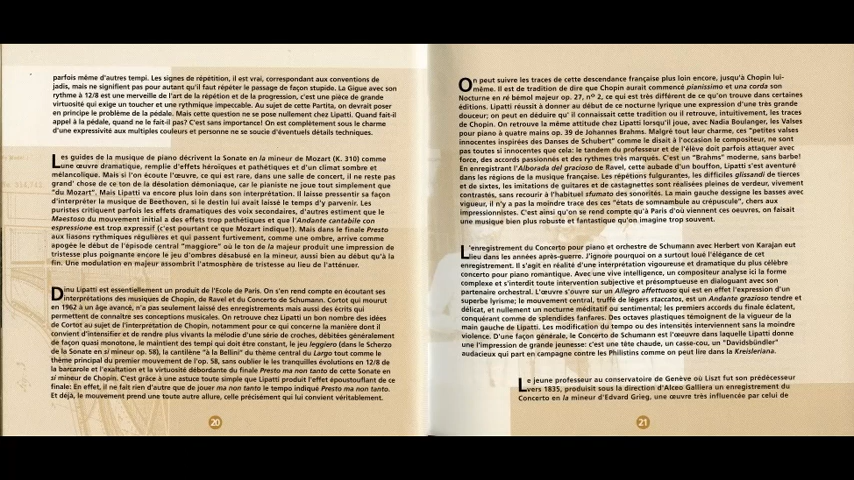 parfois même d'autres tempi. Les signes de répétition, il est vrai, correspondant aux conventions de
jadis, mais ne signifient pas pour autant qu'il faut répéter le passage de façon stupide. La Gigue avec son
rythme à 12/8 est une merveille de l'art de la répétition et de la progression, c'est une pièce de grande
virtuosité qui exige un toucher et une rythmique impeccable. Au sujet de cette Partita, on devrait poser
en principe le problème de la pédale. Mais cette question ne se pose nullement chez Lipatti. Quand fait-il
appel à la pédale, quand ne le fait-il pas? C'est sans importance! On est complètement sous le charme
d'une expressivité aux multiples couleurs et personne ne se soucie d'éventuels détails techniques.
Les guides de la musique de piano décrivent la Sonate en la mineur de Mozart (K. 310) comme
une œuvre dramatique, remplie d'effets héroïques et pathétiques et d'un climat sombre et
mélancolique. Mais si l'on écoute l'œuvre, ce qui est rare, dans une salle de concert, il ne reste pas
grand' chose de ce ton de la désolation démoniaque, car le pianiste ne joue tout simplement que
"du Mozart". Mais Lipatti va encore plus loin dans son interprétation. Il laisse pressentir sa façon
d'interpréter la musique de Beethoven, si le destin lui avait laissé le temps d'y parvenir. Les
puristes critiquent parfois les effets dramatiques des voix secondaires, d'autres estiment que le
Maestoso du mouvement initial a des effets trop pathétiques et que l'Andante cantabile con
espressione est trop expressif (c'est pourtant ce que Mozart indique!). Mais dans le finale Presto
aux liaisons rythmiques régulières et qui passent furtivement, comme une ombre, arrive comme
apogée le début de l'épisode central "maggiore" où le ton de la majeur produit une impression de
tristesse plus poignante encore le jeu d'ombres désabusé en la mineur, aussi bien au début qu'à la
fin. Une modulation en majeur assombrit l'atmosphère de tristesse au lieu de l'atténuer.
Dinu Lipatti est essentiellement un produit de l'Ecole de Paris. On s'en rend compte en écoutant ses
interprétations des musiques de Chopin, de Ravel et du Concerto de Schumann. Cortot qui mourut
en 1962 à un âge avancé, n'a pas seulement laissé des enregistrements mais aussi des écrits qui
permettent de connaître ses conceptions musicales. On retrouve chez Lipatti un bon nombre des idées
de Cortot au sujet de l'interprétation de Chopin, notamment pour ce qui concerne la manière dont il
convient d'intensifier et de rendre plus vivants la mélodie d'une série de croches, débitées généralement
de façon quasi monotone, le maintient des tempi qui doit être constant, le jeu leggiero (dans le Scherzo
de la Sonate en si mineur op. 58), la cantilène "à la Bellini" du thème central du Largo tout comme le
thème principal du premier mouvement de l'op. 58, sans oublier les tranquilles évolutions en 12/8 de
la barcarole et l'exaltation et la virtuosité débordante du finale Presto ma non tanto de cette Sonate en
si mineur de Chopin. C'est grâce à une astuce toute simple que Lipatti produit l'effet époustouflant de ce
finale: En effet, il ne fait rien d'autre que de jouer ma non tanto le tempo indiqué Presto ma non tanto.
Et déjà, le mouvement prend une toute autre allure, celle précisément qui lui convient véritablement.
20
On peut suivre les traces de cette descendance française plus loin encore, jusqu'à Chopin lui-
même. Il est de tradition de dire que Chopin aurait commencé pianissimo et una corda son
Nocturne en ré bémol majeur op. 27, nº 2, ce qui est très différent de ce qu'on trouve dans certaines
éditions. Lipatti réussit à donner au début de ce nocturne lyrique une expression d'une très grande
douceur; on peut en déduire qu' il connaissait cette tradition ou il retrouve, intuitivement, les traces
de Chopin. On retrouve la même attitude chez Lipatti lorsqu'il joue, avec Nadia Boulanger, les Valses
pour piano à quatre mains op. 39 de Johannes Brahms. Malgré tout leur charme, ces "petites valses
innocentes inspirées des Danses de Schubert" comme le disait à l'occasion le compositeur, ne sont
pas toutes si innocentes que cela: le tandem du professeur et de l'élève doit parfois attaquer avec
force, des accords passionnés et des rythmes très marqués. C'est un "Brahms" moderne, sans barbe!
En enregistrant l'Alborada del gracioso de Ravel, cette aubade d'un bouffon, Lipatti s'est aventuré
dans les régions de la musique française. Les répétitions fulgurantes, les difficiles glissandi de tierces
et de sixtes, les imitations de guitares et de castagnettes sont réalisées pleines de verdeur, vivement
contrastés, sans recourir à l'habituel sfumato des sonorités. La main gauche dessigne les basses avec
vigueur, il n'y a pas la moindre trace de ces "états de somnambule au crépuscule", chers aux
impressionnistes. C'est ainsi qu'on se rend compte qu'à Paris d'où viennent ces oeuvres, on faisait
une musique bien plus robuste et fantastique qu'on imagine trop souvent.
L'enregistrement du Concerto pour piano et orchestre de Schumann avec Herbert von Karajan eut
lieu dans les années après-guerre. J'ignore pourquoi on a surtout loué l'élégance de cet
enregistrement. Il s'agit en réalité d'une interprétation vigoureuse et dramatique du plus célèbre
concerto pour piano romantique. Avec une vive intelligence, un compositeur analyse ici la forme
complexe et s'interdit toute intervention subjective et présomptueuse en dialoguant avec son
partenaire orchestral. L'œuvre s'ouvre sur un Allegro affettuoso qui est en effet l'expression d'un
superbe lyrisme; le mouvement central, truffé de légers staccatos, est un Andante grazioso tendre et
délicat, et nullement un nocturne méditatif ou sentimental; les premiers accords du finale éclatent,
conquérant comme de splendides fanfares. Des octaves plastiques témoignent de la vigueur de la
main gauche de Lipatti. Les modification du tempo ou des intensités interviennent sans la moindre
violence. D'une façon générale, le Concerto de Schumann est l'oeuvre dans laquelle Lipatti donne
une l'impression de grande jeunesse: C'est une tête chaude, un casse-cou, un "Davidsbündler"
audacieux qui part en campagne contre les Philistins comme on peut lire dans la Kreisleriana.
Le jeune professeur au conservatoire de Genève où Liszt fut son prédécesseur
vers 1835, produisit sous la direction d'Alceo Galliera un enregistrement du
Concerto en la mineur d'Edvard Grieg, une œuvre très influencée par celui de
21